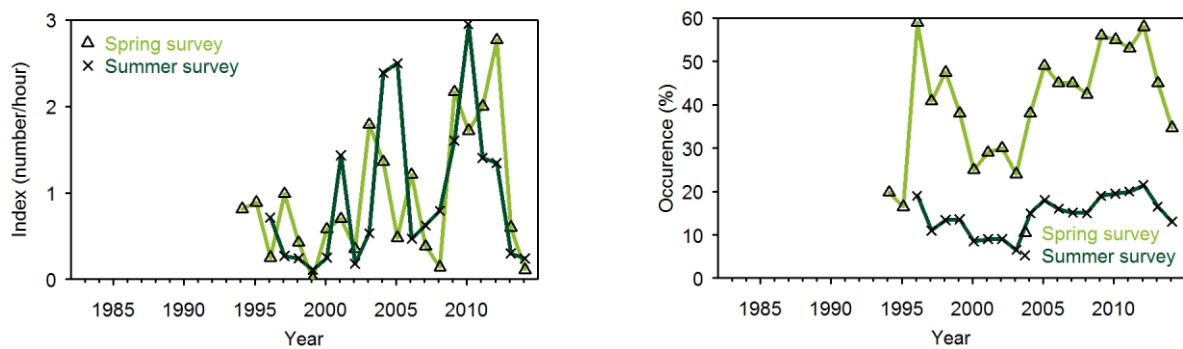 Index (number/hour)
3
2
1
0
Spring survey
Summer survey
1985 1990 1995 2000 2005 2010
Year
Occurence (%)
60
50
40
30
20
10
0
Spring survey
Summer survey
1985 1990 1995 2000 2005 2010
Year